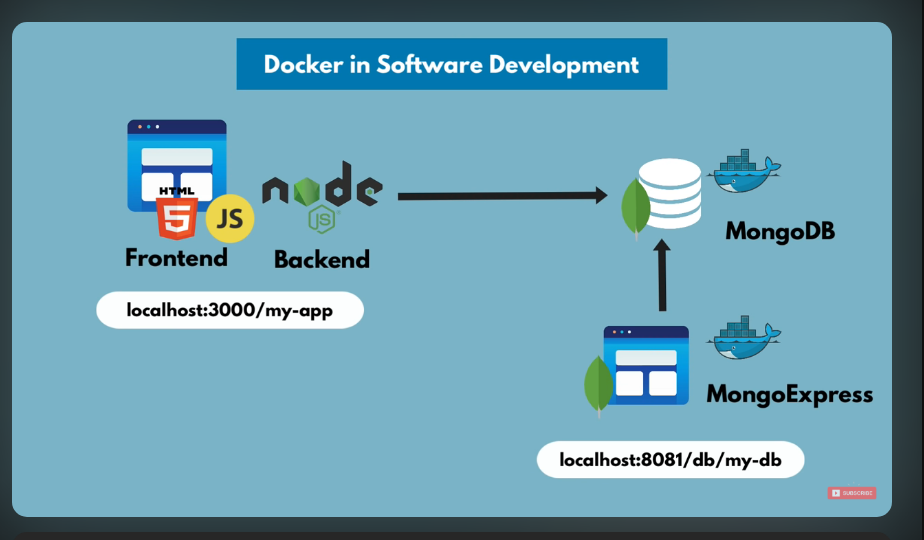 Docker in Software Development
HTML
5
JS
node
JS
Frontend
Backend
MongoDB
localhost:3000/my-app
MongoExpress
localhost:8081/db/my-db
SUBSCRIBE